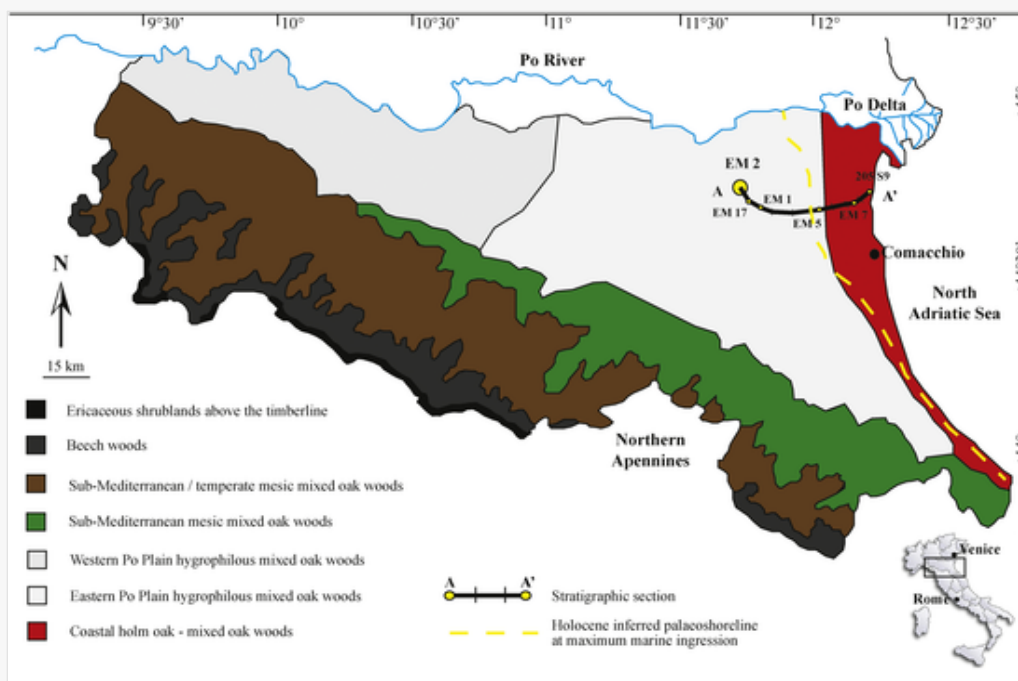 9°30'
10°
10°30'
11°
11°30'
12°
12°30'
Po River
Po Delta
EM 2
A
EM 17
EM 1
EM 5
EM 7
A'
Comacchio
N
15 km
North
Adriatic Sea
Northern
Apennines
Ericaceous shrublands above the timberline
Beech woods
Sub-Mediterranean / temperate mesic mixed oak woods
Sub-Mediterranean mesic mixed oak woods
Western Po Plain hygrophilous mixed oak woods
Eastern Po Plain hygrophilous mixed oak woods
Coastal holm oak - mixed oak woods
A
A'
Stratigraphic section
Holocene inferred palaeoshoreline
at maximum marine ingression
Venice
Rome